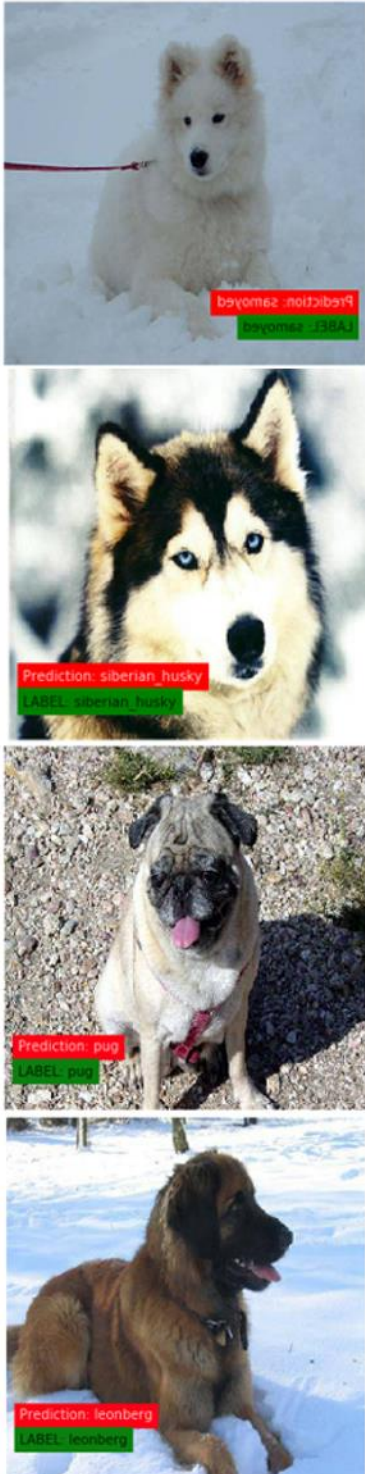 Prediction: samoyed
LABEL: samoyed
Prediction: siberian_husky
LABEL: siberian_husky
Prediction: pug
LABEL: pug
Prediction: leonberg
LABEL: leonberg